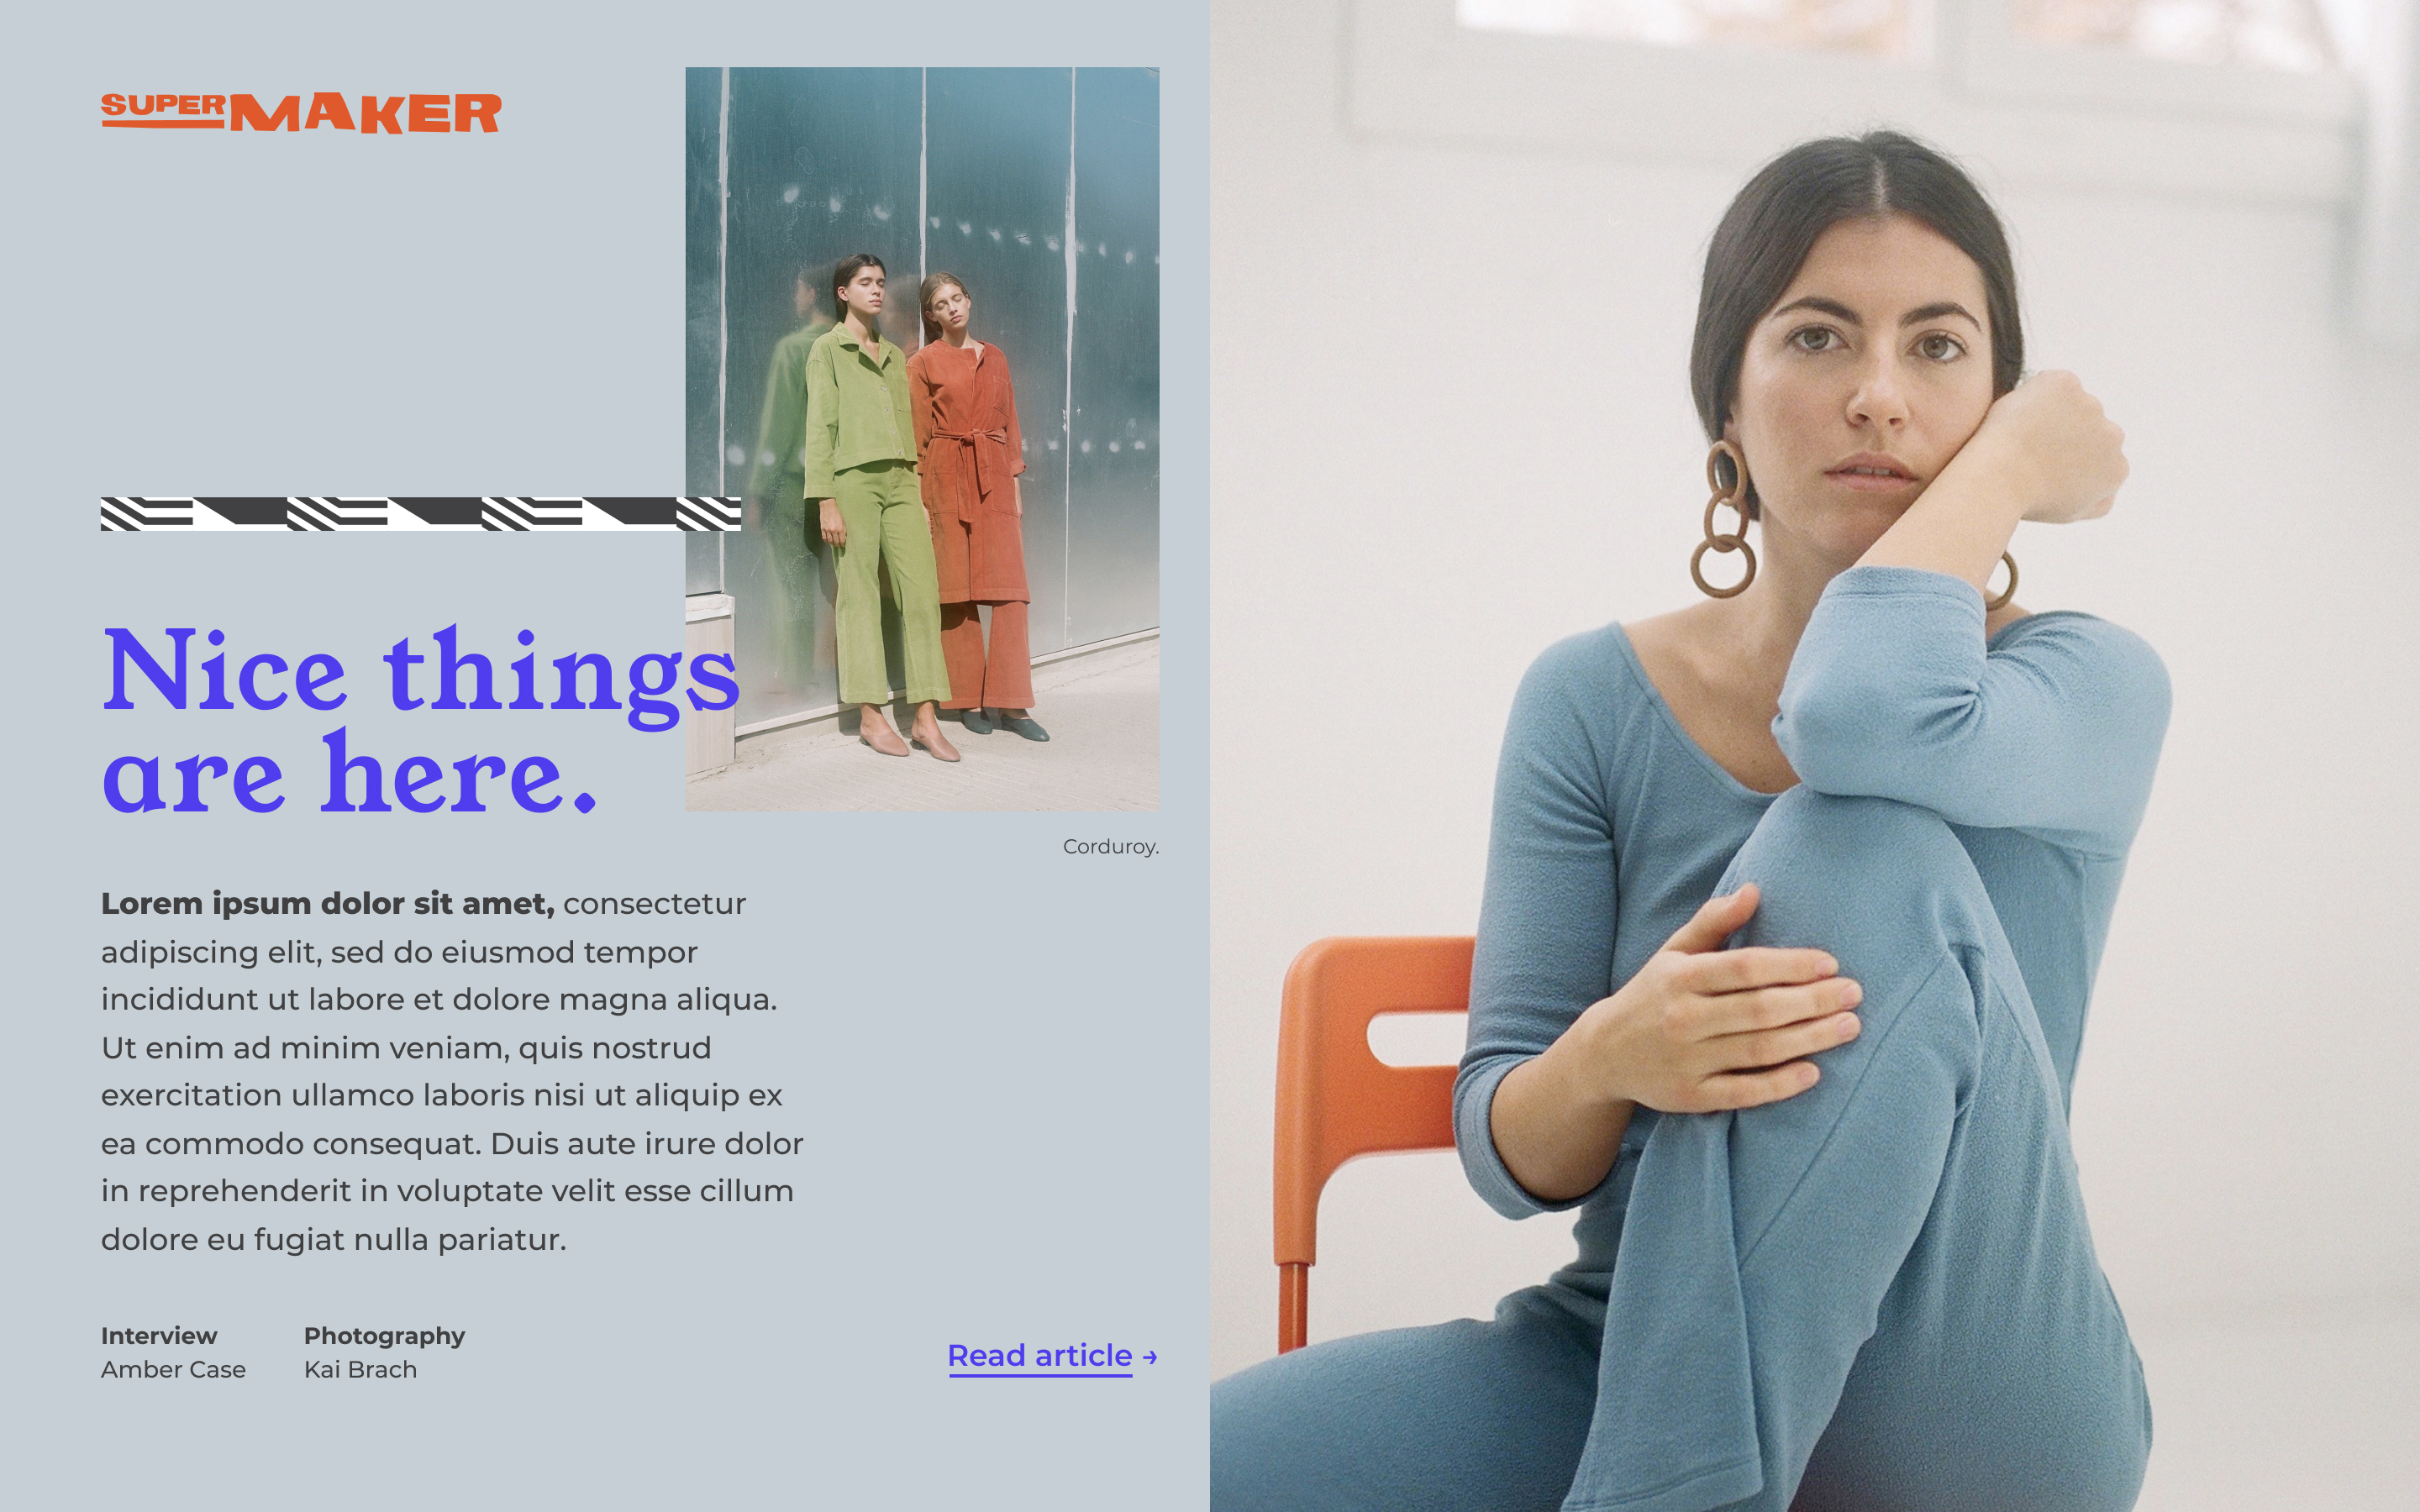 SUPERMAKER
Nice things
are here.
Corduroy.
Lorem ipsum dolor sit amet, consectetur
adipiscing elit, sed do eiusmod tempor
incididunt ut labore et dolore magna aliqua.
Ut enim ad minim veniam, quis nostrud
exercitation ullamco laboris nisi ut aliquip ex
ea commodo consequat. Duis aute irure dolor
in reprehenderit in voluptate velit esse cillum
dolore eu fugiat nulla pariatur.
Interview
Amber Case
Photography
Kai Brach
Read article →